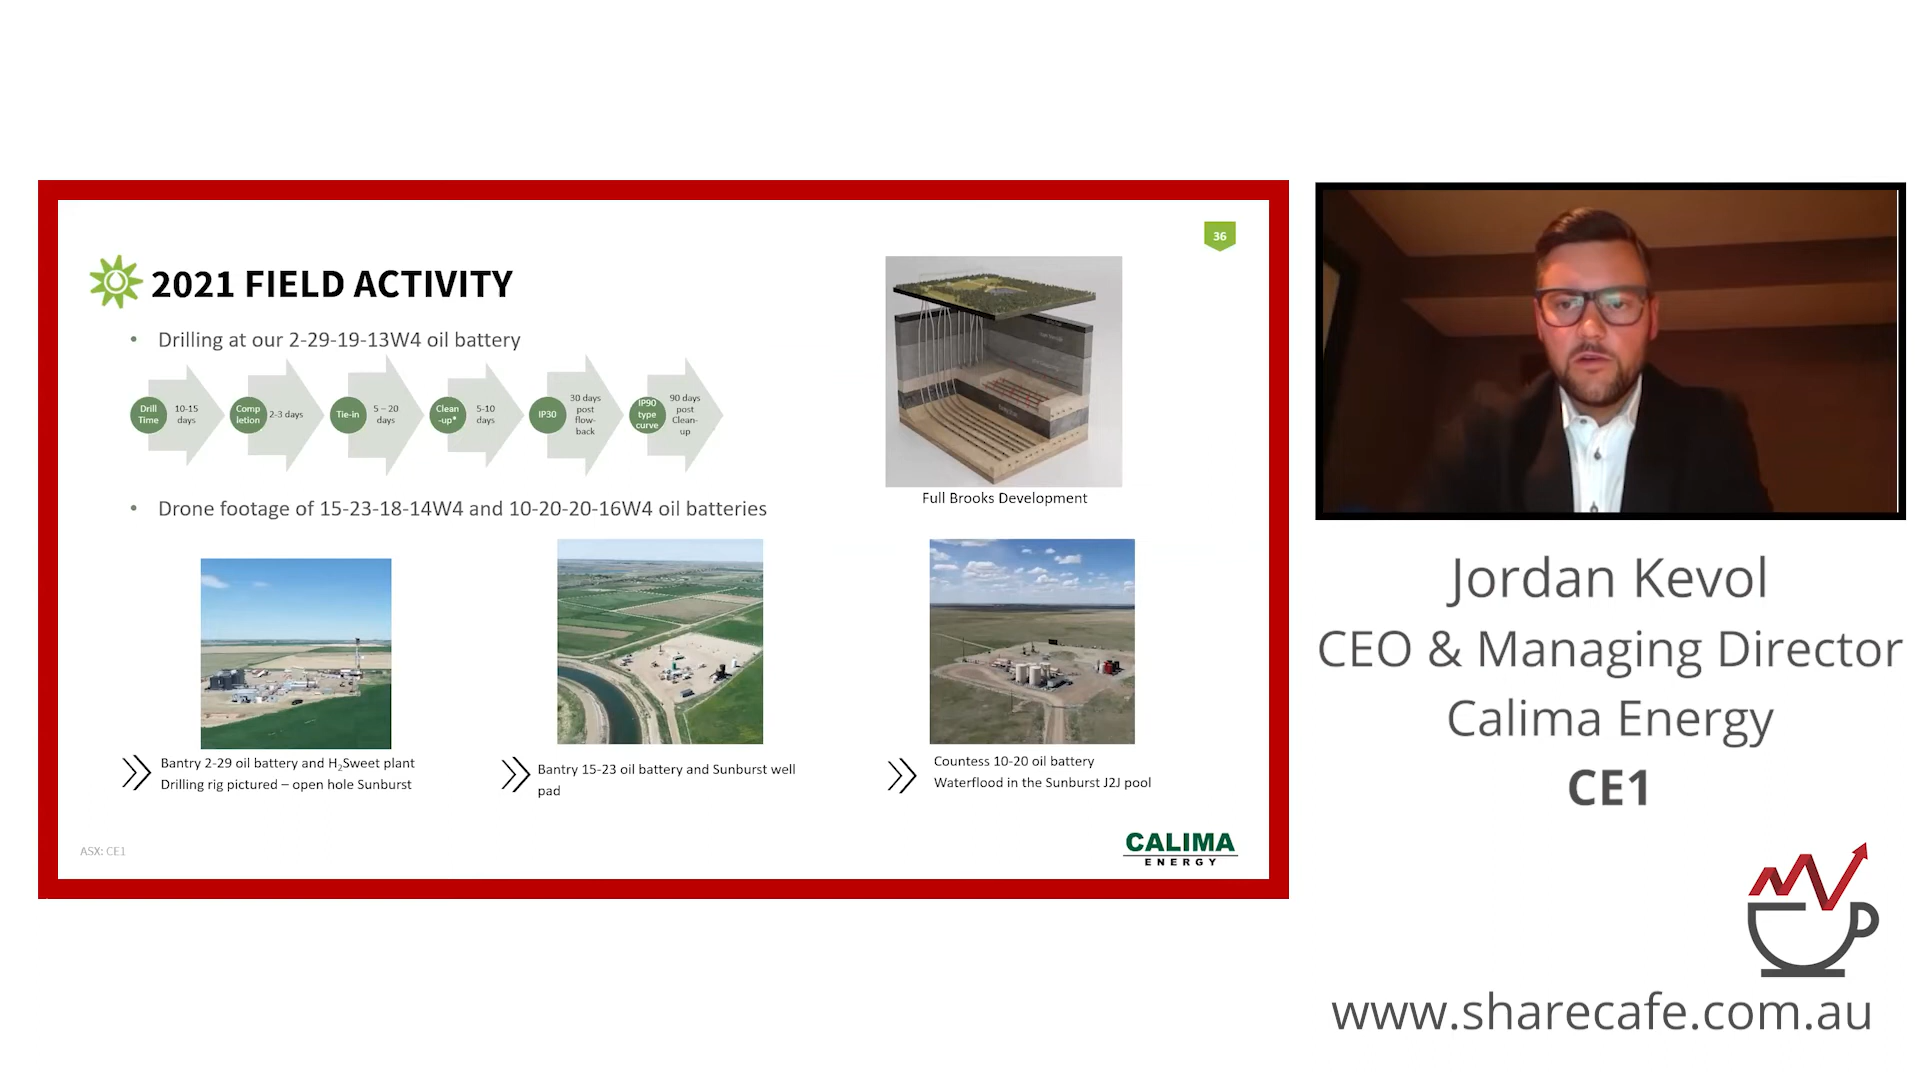 36
2021 FIELD ACTIVITY
• Drilling at our 2-29-19-13W4 oil battery
Drill
Time
10-15
days
Comp
letion
2-3 days
Tie-in
5 – 20
days
Clean
-up*
5-10
days
IP30
30 days
post
flow-
back
IP90
type
curve
90 days
post
Clean-
up
Full Brooks Development
• Drone footage of 15-23-18-14W4 and 10-20-20-16W4 oil batteries
Bantry 2-29 oil battery and H₂Sweet plant
Drilling rig pictured – open hole Sunburst
Bantry 15-23 oil battery and Sunburst well
pad
Countess 10-20 oil battery
Waterflood in the Sunburst J2J pool
ASX: CE1
CALIMA
ENERGY
Jordan Kevol
CEO & Managing Director
Calima Energy
CE1
www.sharecafe.com.au